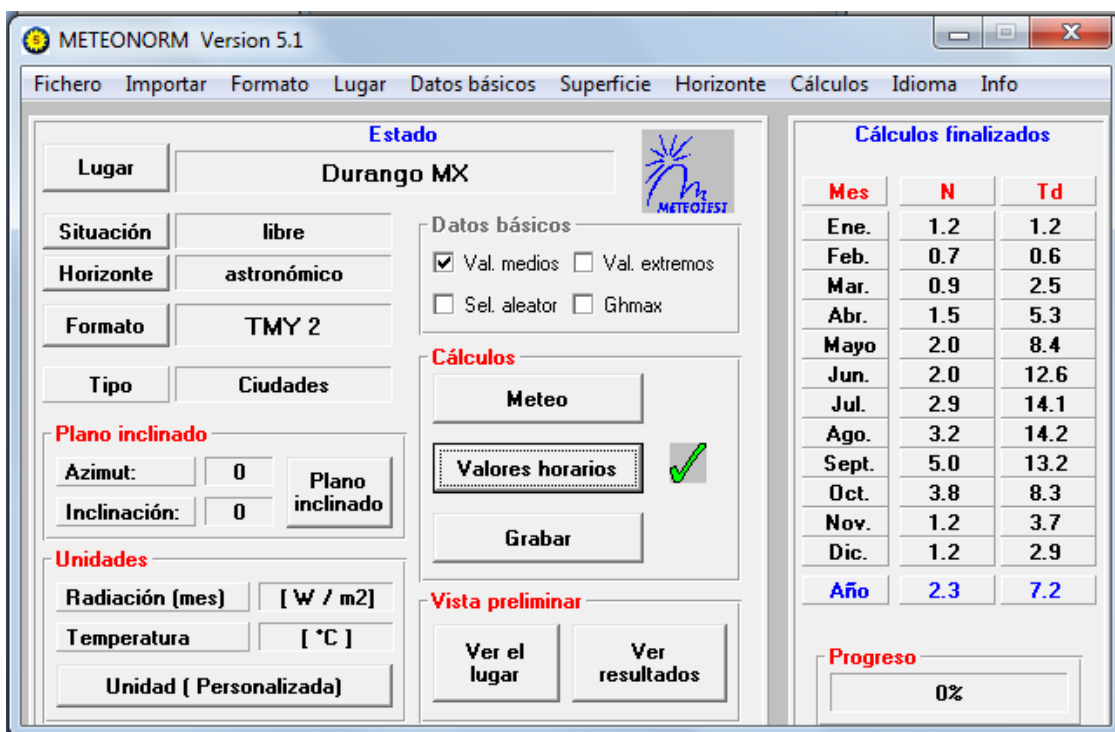 METEONORM Version 5.1
Fichero Importar Formato Lugar Datos básicos Superficie Horizonte Cálculos Idioma Info
Estado
Lugar
Durango MX
METEOTEST
Situación libre
Horizonte astronómico
Formato TMY 2
Tipo Ciudades
Plano inclinado
Azimut: 0
Inclinación: 0
Plano
inclinado
Unidades
Radiación (mes) [ W / m2]
Temperatura [ °C ]
Unidad ( Personalizada)
Datos básicos
Val. medios Val. extremos
Sel. aleator Ghmax
Cálculos
Meteo
Valores horarios
Grabar
Vista preliminar
Ver el
lugar
Ver
resultados
Cálculos finalizados
Mes N Td
Ene. 1.2 1.2
Feb. 0.7 0.6
Mar. 0.9 2.5
Abr. 1.5 5.3
Mayo 2.0 8.4
Jun. 2.0 12.6
Jul. 2.9 14.1
Ago. 3.2 14.2
Sept. 5.0 13.2
Oct. 3.8 8.3
Nov. 1.2 3.7
Dic. 1.2 2.9
Año 2.3 7.2
Progreso
0%